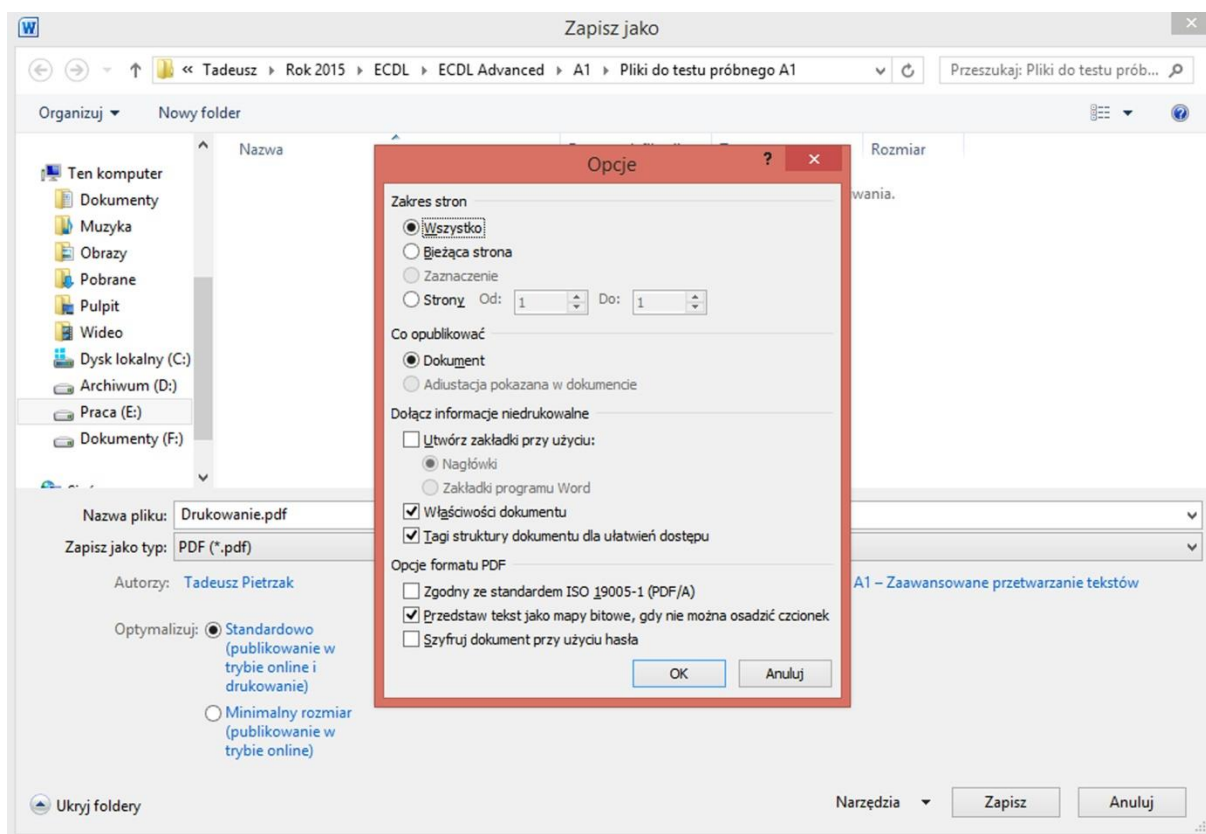 Zapisz jako
« Tadeusz ▸ Rok 2015 ▸ ECDL ▸ ECDL Advanced ▸ A1 ▸ Pliki do testu próbnego A1
Przeszukaj: Pliki do testu prób...
Organizuj
Nowy folder
Nazwa
Rozmiar
Ten komputer
Dokumenty
Muzyka
Obrazy
Pobrane
Pulpit
Wideo
Dysk lokalny (C:)
Archiwum (D:)
Praca (E:)
Dokumenty (F:)
Opcje
Zakres stron
Wszystko
Bieżąca strona
Zaznaczenie
Strony Od: 1 Do: 1
Co opublikować
Dokument
Adiustacja pokazana w dokumencie
Dołącz informacje niedrukowalne
Utwórz zakładki przy użyciu:
Nagłówki
Zakładki programu Word
Właściwości dokumentu
Tagi struktury dokumentu dla ułatwień dostępu
Opcje formatu PDF
Zgodny ze standardem ISO 19005-1 (PDF/A)
Przedstaw tekst jako mapy bitowe, gdy nie można osadzić czcionek
Szyfruj dokument przy użyciu hasła
OK Anuluj
Nazwa pliku: Drukowanie.pdf
Zapisz jako typ: PDF (*.pdf)
Autorzy: Tadeusz Pietrzak
A1 – Zaawansowane przetwarzanie tekstów
Optymalizuj: Standardowo
(publikowanie w
trybie online i
drukowanie)
Minimalny rozmiar
(publikowanie w
trybie online)
Ukryj foldery
Narzędzia
Zapisz
Anuluj